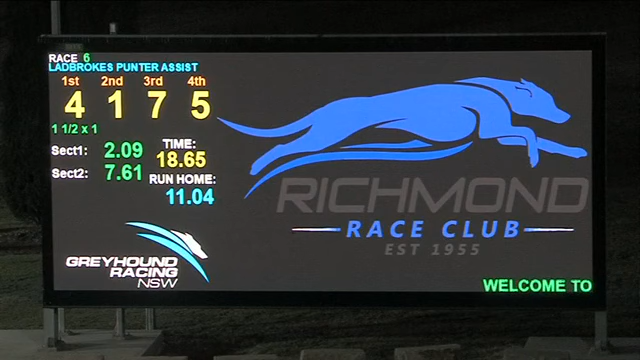 RACE 6
LADBROKES PUNTER ASSIST
1st 2nd 3rd 4th
4 1 7 5
1 1/2 x 1
Sect1: 2.09
Sect2: 7.61
TIME:
18.65
RUN HOME:
11.04
GREYHOUND
RACING
NSW
RICHMOND
RACE CLUB
EST 1955
WELCOME TO